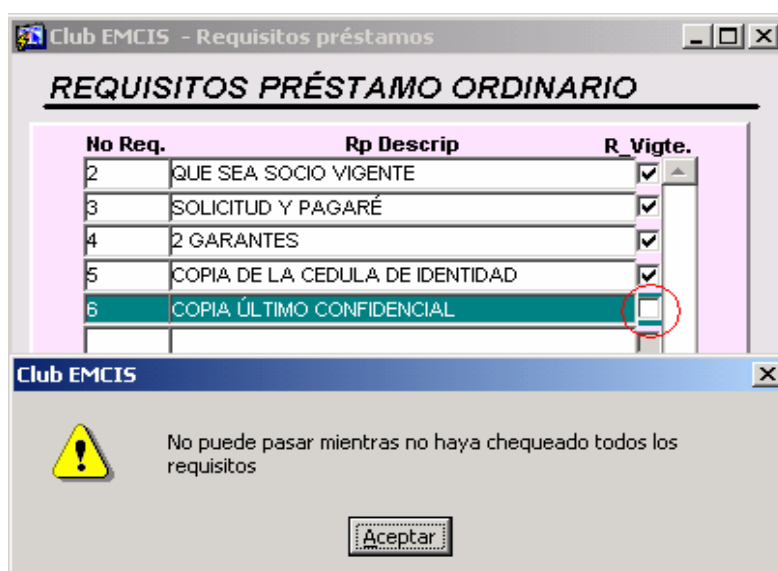 Club EMCIS - Requisitos préstamos
REQUISITOS PRÉSTAMO ORDINARIO
No Req. Rp Descrip R_Vigte.
2 QUE SEA SOCIO VIGENTE
3 SOLICITUD Y PAGARÉ
4 2 GARANTES
5 COPIA DE LA CEDULA DE IDENTIDAD
6 COPIA ÚLTIMO CONFIDENCIAL
Club EMCIS
No puede pasar mientras no haya chequeado todos los
requisitos
Aceptar